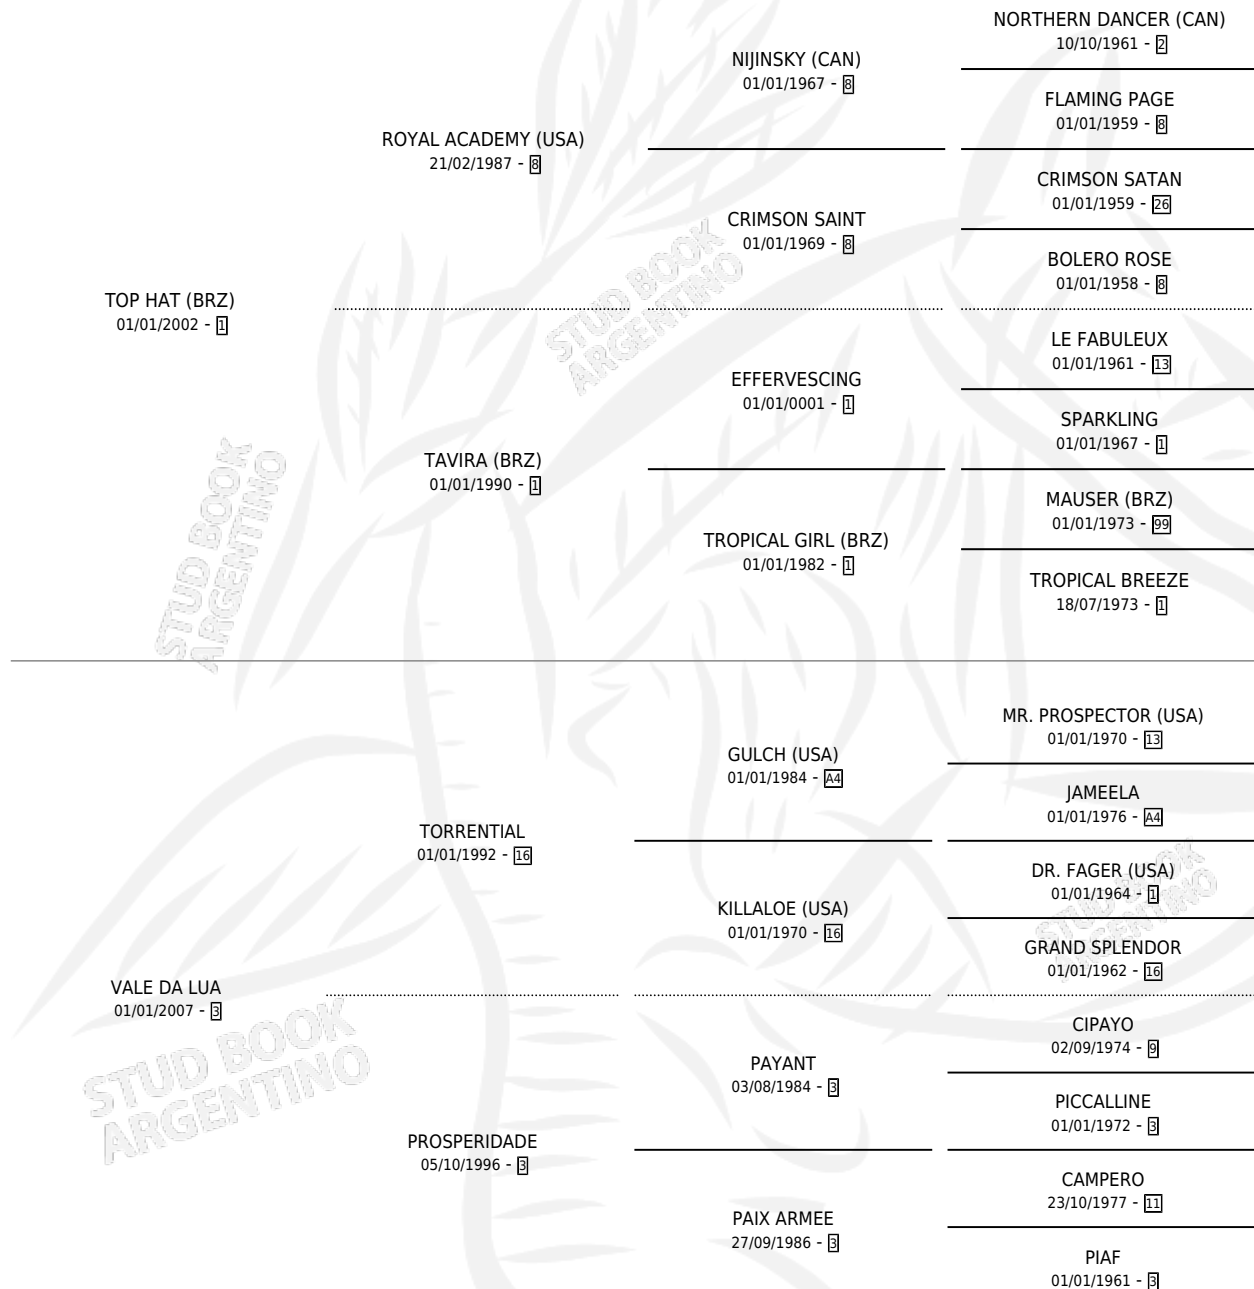 NORTHERN DANCER (CAN)
10/10/1961 - 2
NIJINSKY (CAN)
01/01/1967 - 8
FLAMING PAGE
01/01/1959 - 8
ROYAL ACADEMY (USA)
21/02/1987 - 8
CRIMSON SATAN
01/01/1959 - 26
CRIMSON SAINT
01/01/1969 - 8
BOLERO ROSE
01/01/1958 - 8
TOP HAT (BRZ)
01/01/2002 - 1
STUD BOOK
ARGENTINO
LE FABULEUX
01/01/1961 - 13
EFFERVESCING
01/01/0001 - 1
SPARKLING
01/01/1967 - 1
TAVIRA (BRZ)
01/01/1990 - 1
MAUSER (BRZ)
01/01/1973 - 99
TROPICAL GIRL (BRZ)
01/01/1982 - 1
TROPICAL BREEZE
18/07/1973 - 1
STUD BOOK
ARGENTINO
MR. PROSPECTOR (USA)
01/01/1970 - 13
GULCH (USA)
01/01/1984 - A4
JAMEELA
01/01/1976 - A4
TORRENTIAL
01/01/1992 - 16
DR. FAGER (USA)
01/01/1964 - 1
KILLALOE (USA)
01/01/1970 - 16
GRAND SPLENDOR
01/01/1962 - 16
STUD BOOK
ARGENTINO
VALE DA LUA
01/01/2007 - 3
CIPAYO
02/09/1974 - 9
PAYANT
03/08/1984 - 3
PICCALLINE
01/01/1972 - 3
STUD BOOK
ARGENTINO
PROSPERIDADE
05/10/1996 - 3
CAMPERO
23/10/1977 - 11
PAIX ARMEE
27/09/1986 - 3
PIAF
01/01/1961 - 3